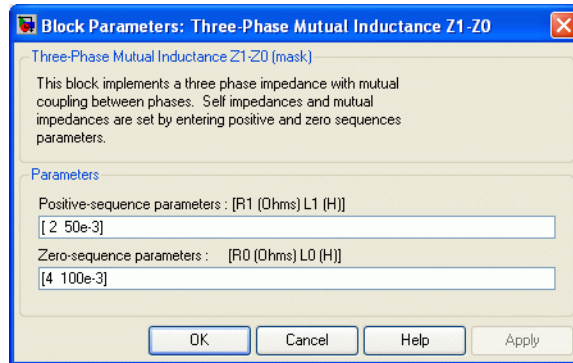 Block Parameters: Three-Phase Mutual Inductance Z1-Z0
Three-Phase Mutual Inductance Z1-Z0 (mask)
This block implements a three phase impedance with mutual
coupling between phases. Self impedances and mutual
impedances are set by entering positive and zero sequences
parameters.
Parameters
Positive-sequence parameters : [R1 (Ohms) L1 (H)]
[ 2 50e-3]
Zero-sequence parameters : [R0 (Ohms) L0 (H)]
[4 100e-3]
OK Cancel Help Apply